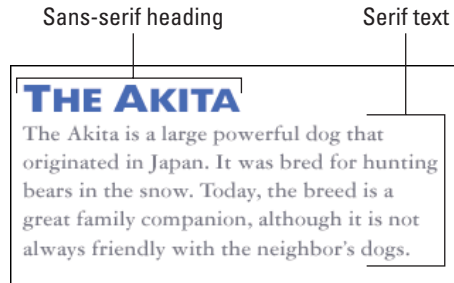 Sans-serif heading
Serif text
THE AKITA
The Akita is a large powerful dog that
originated in Japan. It was bred for hunting
bears in the snow. Today, the breed is a
great family companion, although it is not
always friendly with the neighbor's dogs.